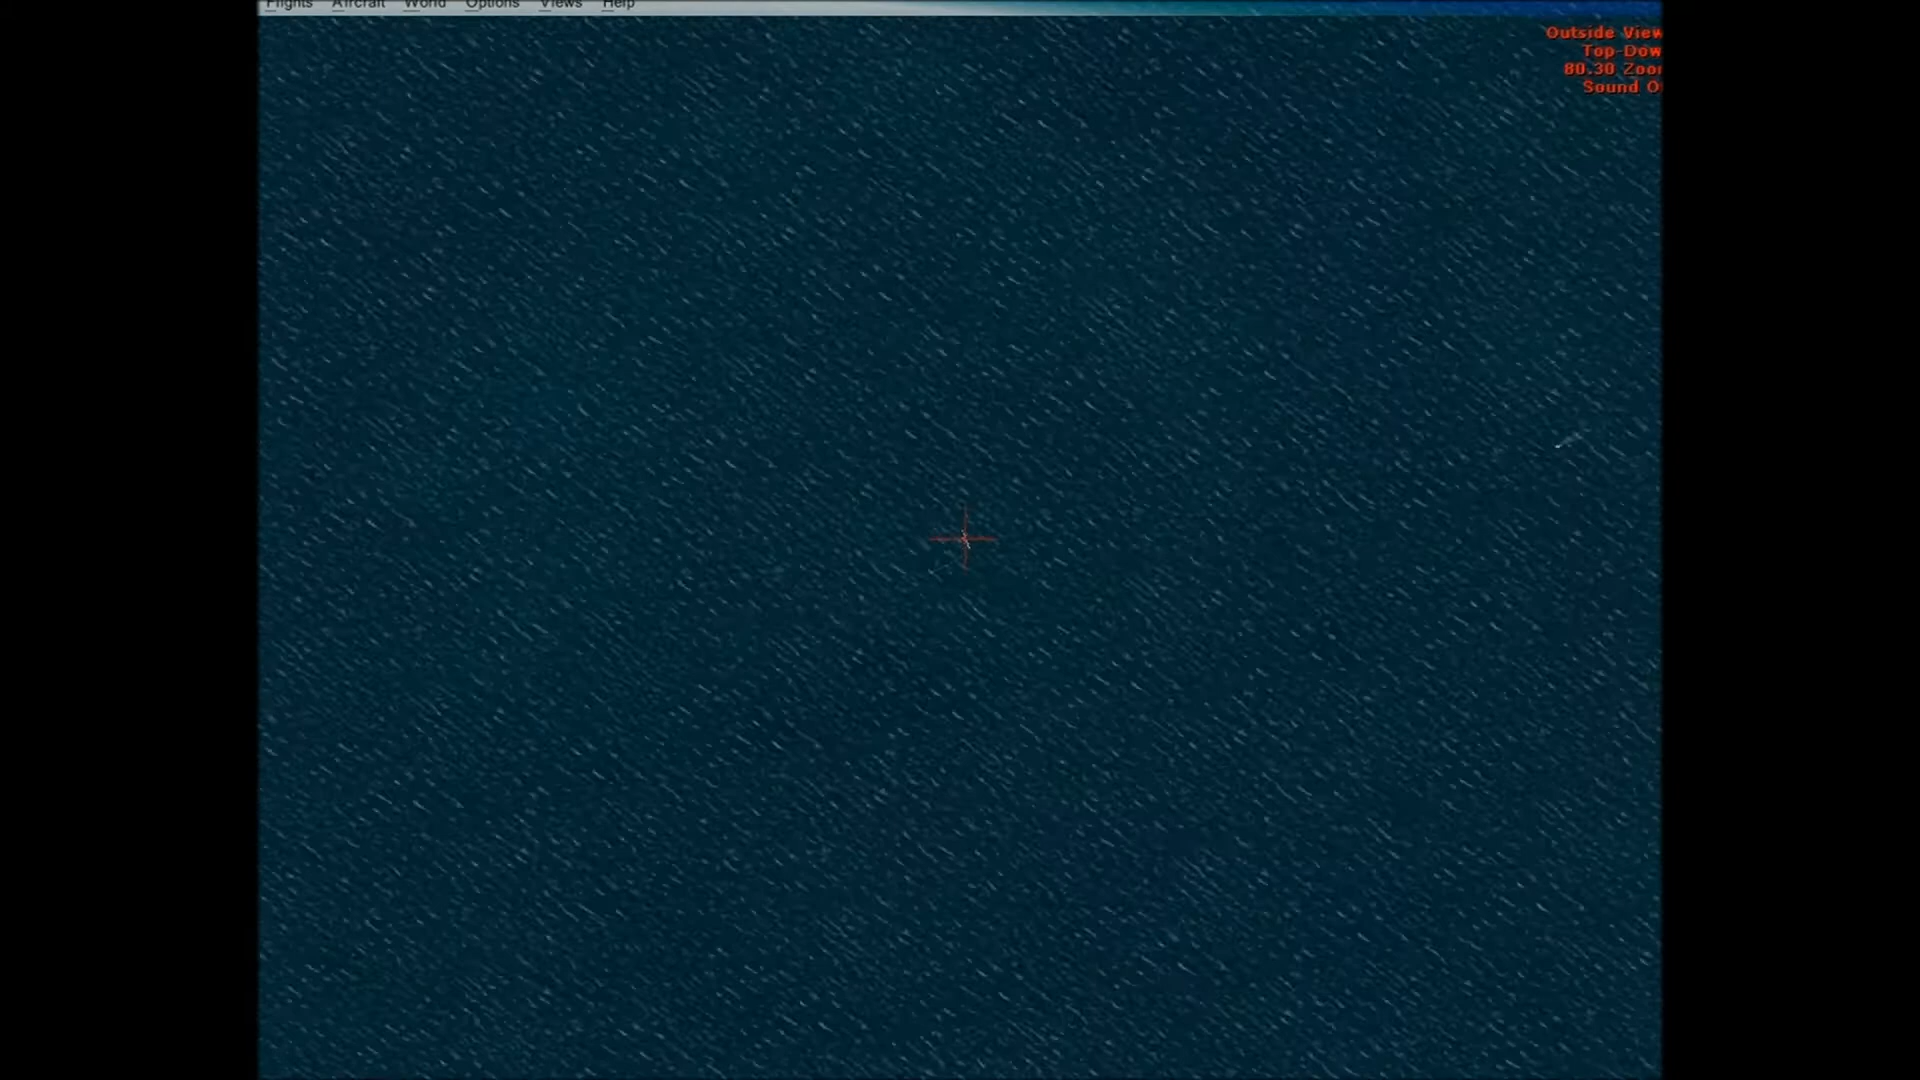 Flights Aircraft World Options Views Help
Outside View
Top-Dow
80.30 Zoo
Sound O